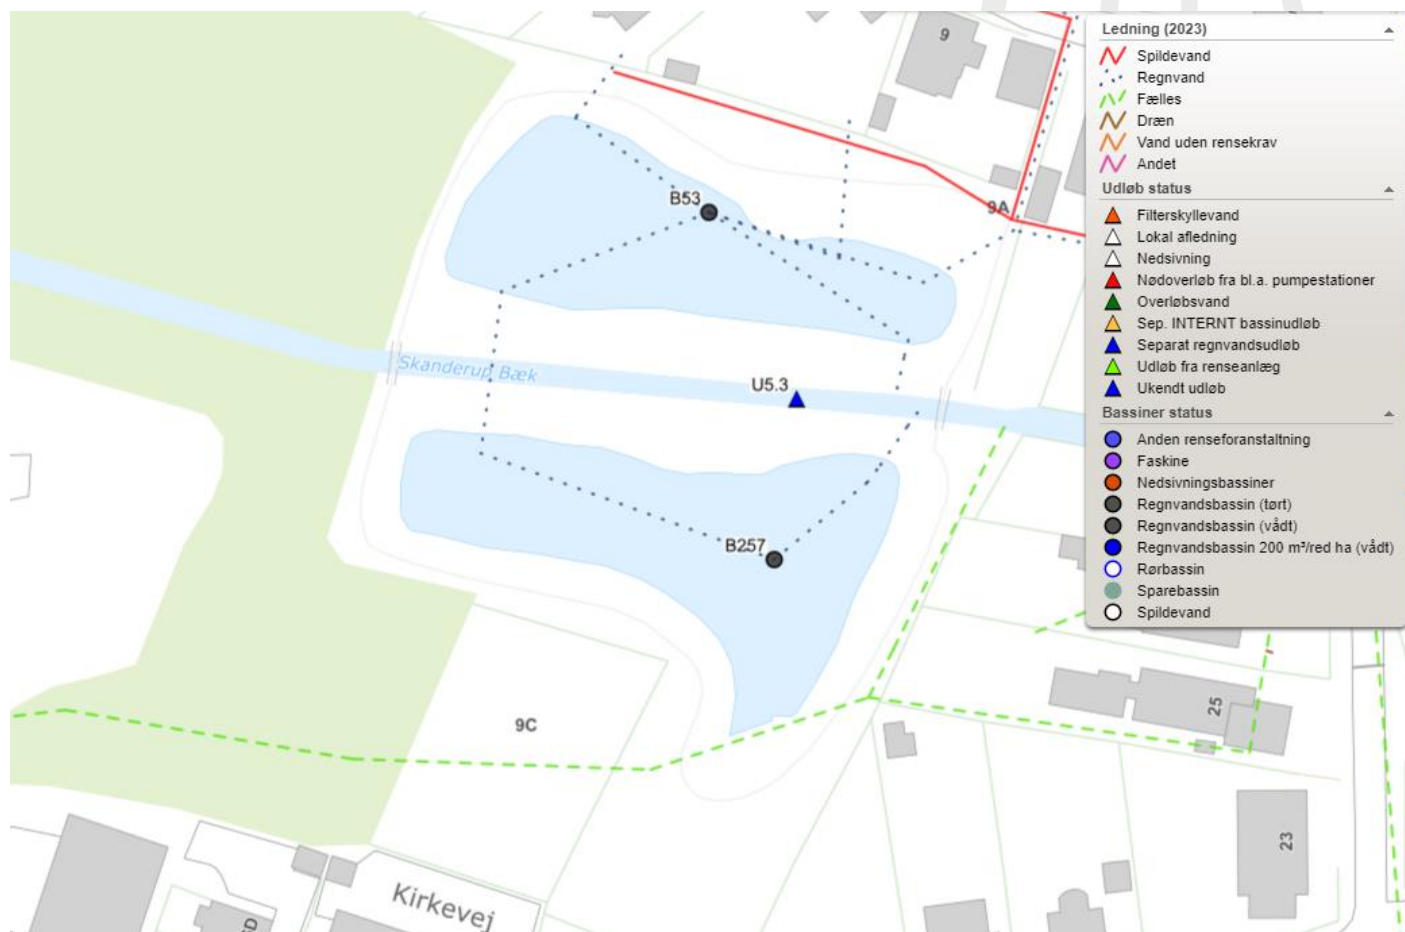 9
B53
9A
Skanderup Bæk
U5.3
B257
9C
25
23
Kirkevej
Ledning (2023)
Spildevand
Regnvand
Fælles
Dræn
Vand uden rensekrav
Andet
Udløb status
Filterskyllevand
Lokal afledning
Nedsivning
Nødoverløb fra bl.a. pumpestationer
Overløbsvand
Sep. INTERNT bassinudløb
Separat regnvandsudløb
Udløb fra renseanlæg
Ukendt udløb
Bassiner status
Anden renseforanstaltning
Faskine
Nedsivningsbassiner
Regnvandsbassin (tørt)
Regnvandsbassin (vådt)
Regnvandsbassin 200 m³/red ha (vådt)
Rørbassin
Sparebassin
Spildevand